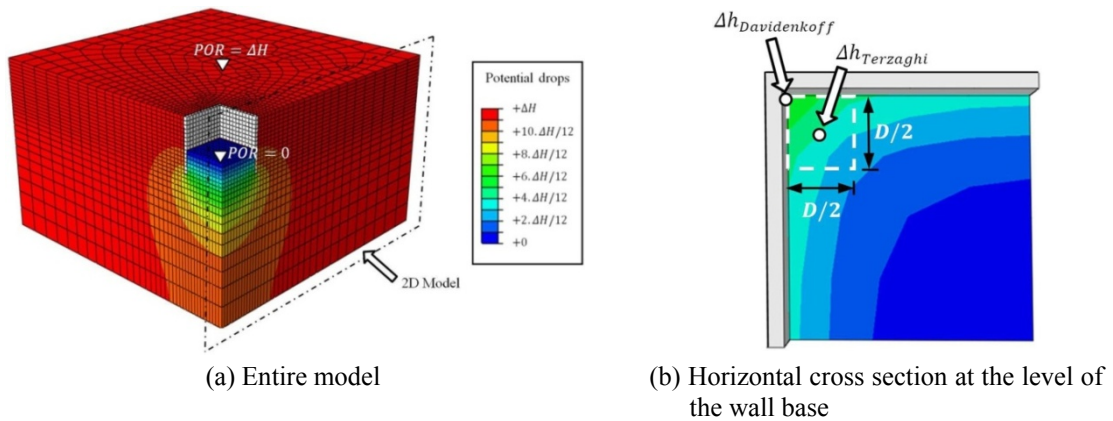 POR = ΔH
POR = 0
Potential drops
+ΔH
+10.ΔH/12
+8.ΔH/12
+6.ΔH/12
+4.ΔH/12
+2.ΔH/12
+0
2D Model
(a) Entire model
Δh_Davidenkoff
Δh_Terzaghi
D/2
D/2
(b) Horizontal cross section at the level of
the wall base